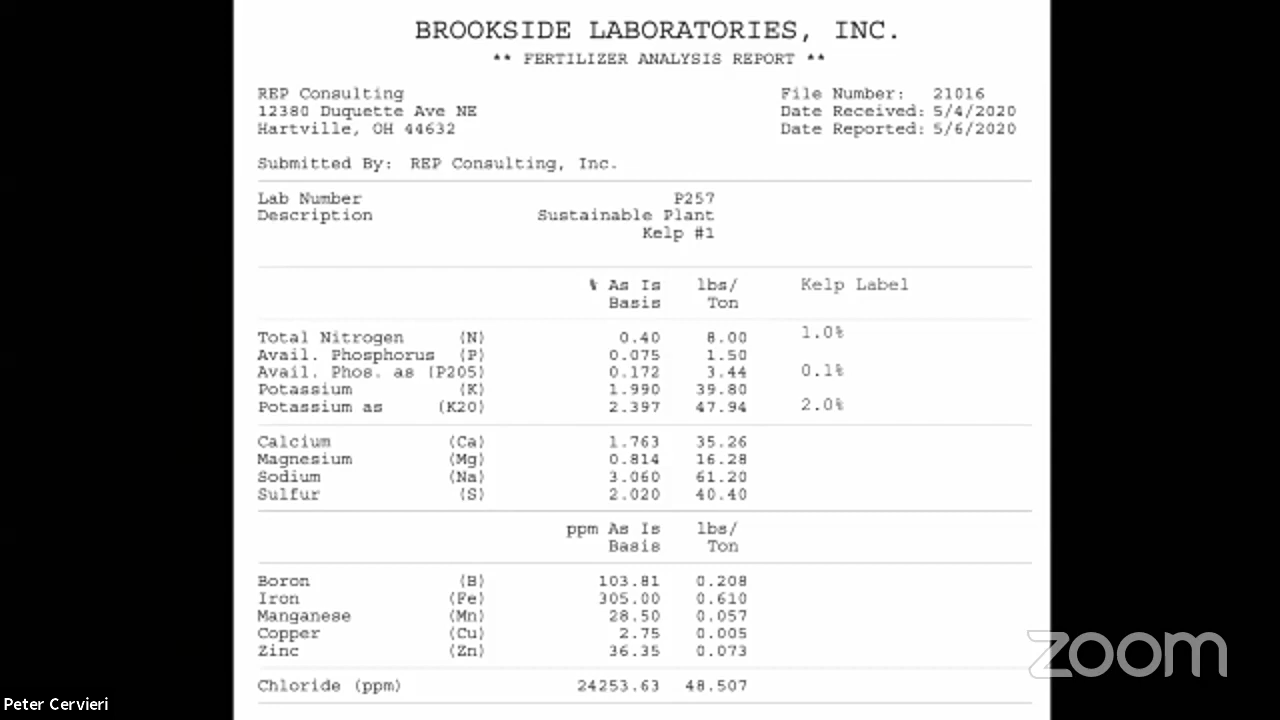 BROOKSIDE LABORATORIES, INC.
** FERTILIZER ANALYSIS REPORT **
REP Consulting File Number: 21016
12380 Duquette Ave NE Date Received: 5/4/2020
Hartville, OH 44632 Date Reported: 5/6/2020
Submitted By: REP Consulting, Inc.
Lab Number P257
Description Sustainable Plant
Kelp #1
% As Is lbs/ Kelp Label
Basis Ton
Total Nitrogen (N) 0.40 8.00 1.0%
Avail. Phosphorus (P) 0.075 1.50
Avail. Phos. as (P205) 0.172 3.44 0.1%
Potassium (K) 1.990 39.80
Potassium as (K20) 2.397 47.94 2.0%
Calcium (Ca) 1.763 35.26
Magnesium (Mg) 0.814 16.28
Sodium (Na) 3.060 61.20
Sulfur (S) 2.020 40.40
ppm As Is lbs/
Basis Ton
Boron (B) 103.81 0.208
Iron (Fe) 305.00 0.610
Manganese (Mn) 28.50 0.057
Copper (Cu) 2.75 0.005
Zinc (Zn) 36.35 0.073
Chloride (ppm) 24253.63 48.507
zoom
Peter Cervieri